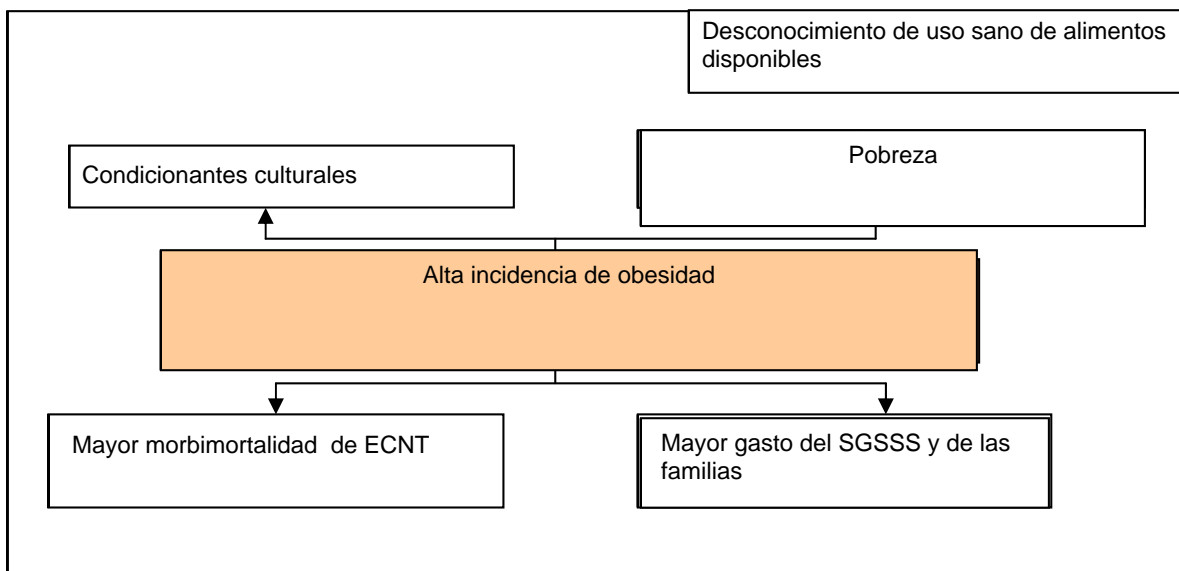 Desconocimiento de uso sano de alimentos
disponibles
Condicionantes culturales
Pobreza
Alta incidencia de obesidad
Mayor morbimortalidad de ECNT
Mayor gasto del SGSSS y de las
familias